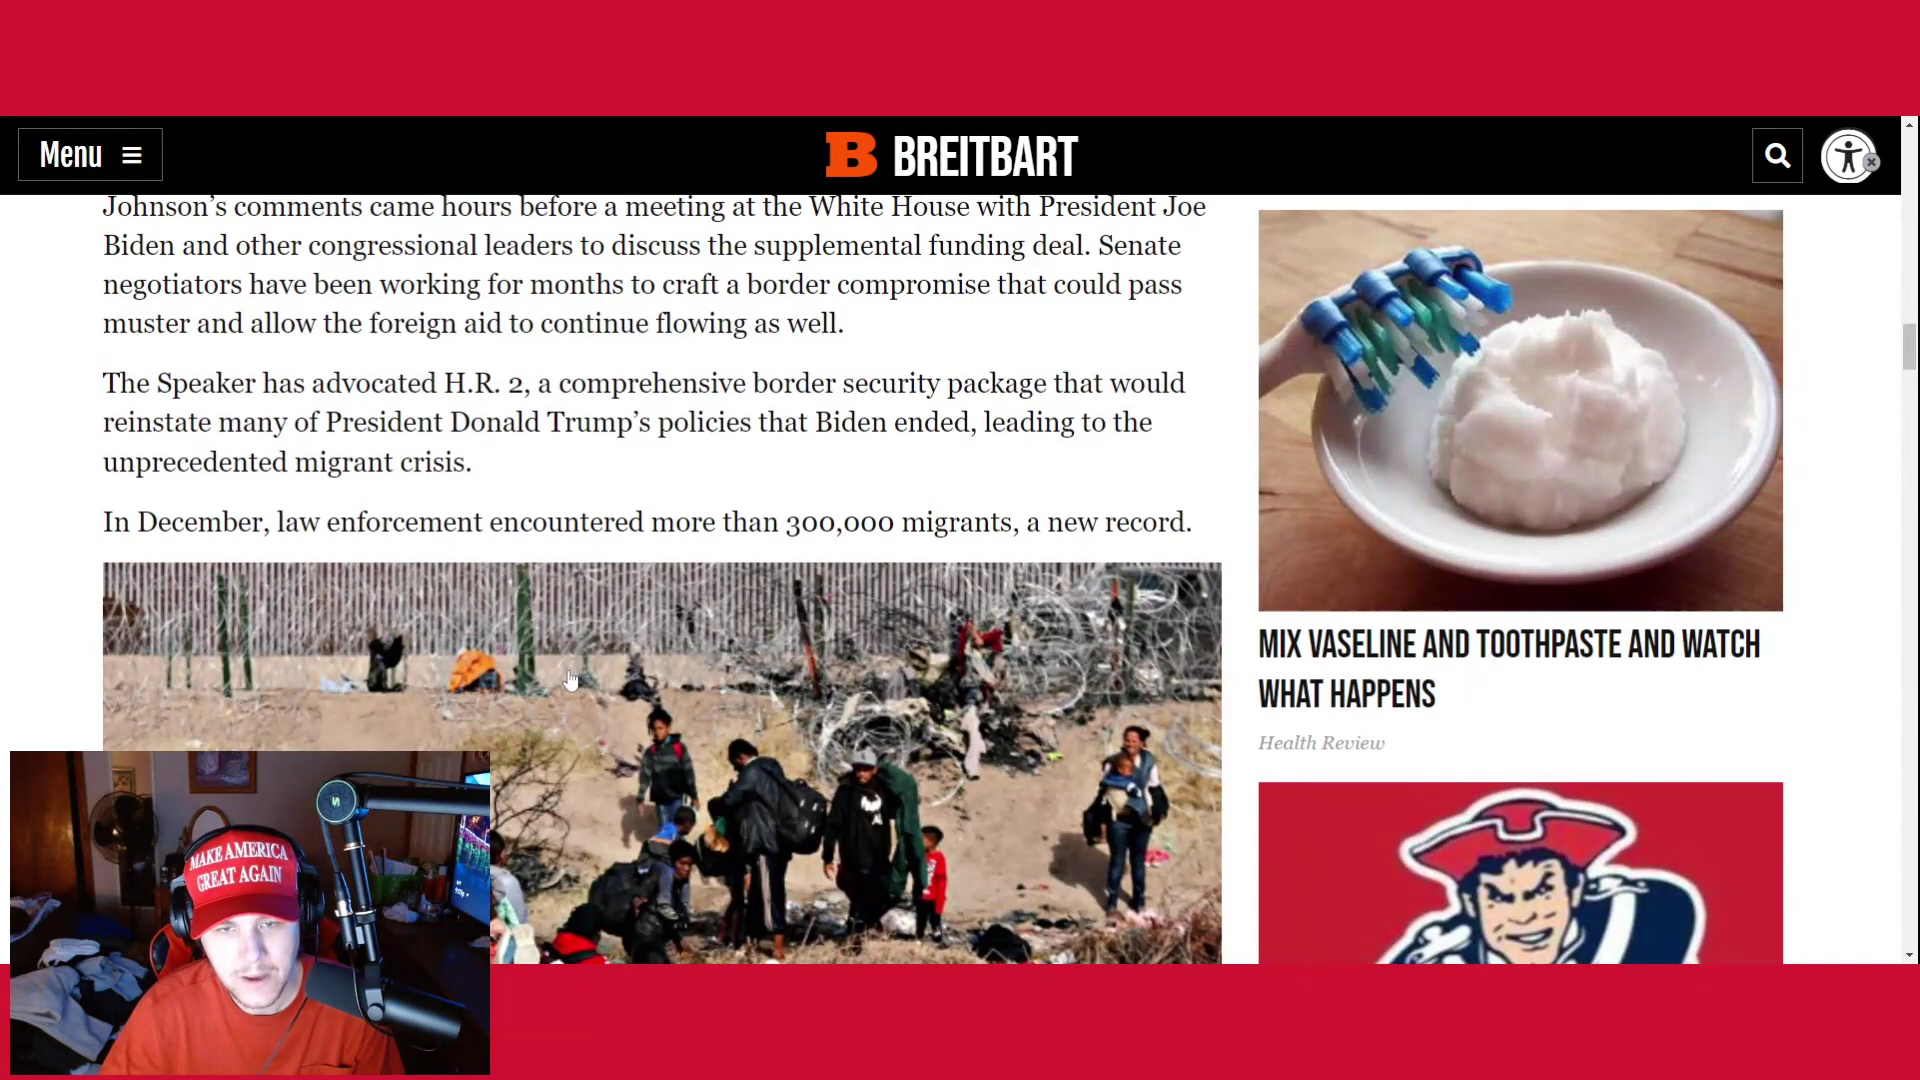 Menu
B BREITBART
Johnson’s comments came hours before a meeting at the White House with President Joe
Biden and other congressional leaders to discuss the supplemental funding deal. Senate
negotiators have been working for months to craft a border compromise that could pass
muster and allow the foreign aid to continue flowing as well.
The Speaker has advocated H.R. 2, a comprehensive border security package that would
reinstate many of President Donald Trump’s policies that Biden ended, leading to the
unprecedented migrant crisis.
In December, law enforcement encountered more than 300,000 migrants, a new record.
MIX VASELINE AND TOOTHPASTE AND WATCH
WHAT HAPPENS
Health Review
MAKE AMERICA
GREAT AGAIN